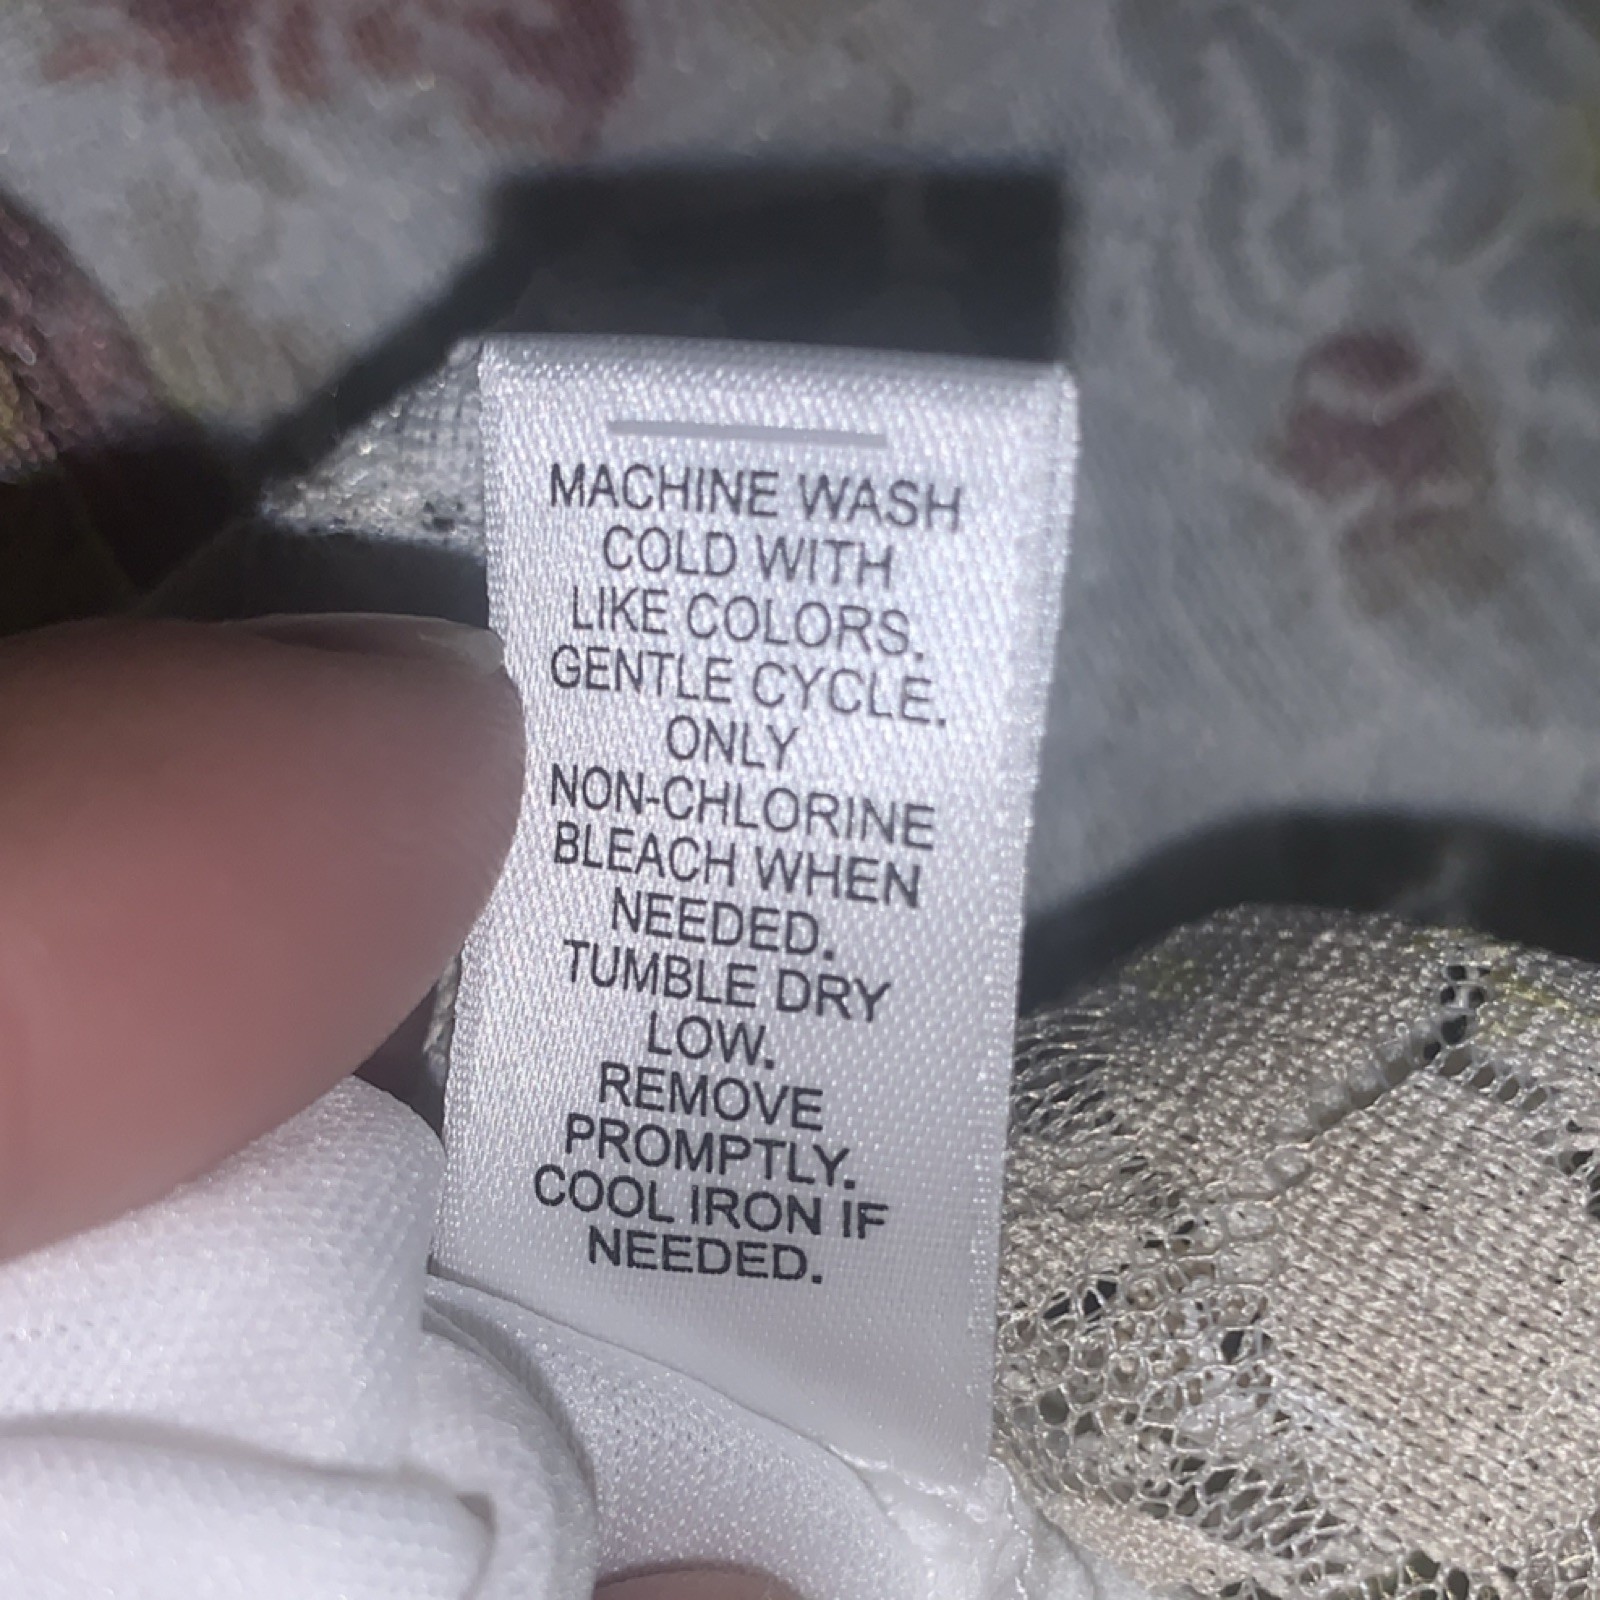 MACHINE WASH
COLD WITH
LIKE COLORS.
GENTLE CYCLE.
ONLY
NON-CHLORINE
BLEACH WHEN
NEEDED.
TUMBLE DRY
LOW.
REMOVE
PROMPTLY.
COOL IRON IF
NEEDED.